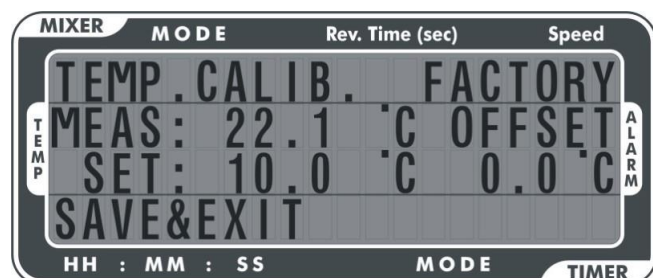 MIXER MODE Rev. Time (sec) Speed
TEMP.CALIB. FACTORY
MEAS: 22.1 °C OFFSET
SET: 10.0 °C 0.0 °C
SAVE&EXIT
TEMP
ALARM
HH : MM : SS MODE TIMER